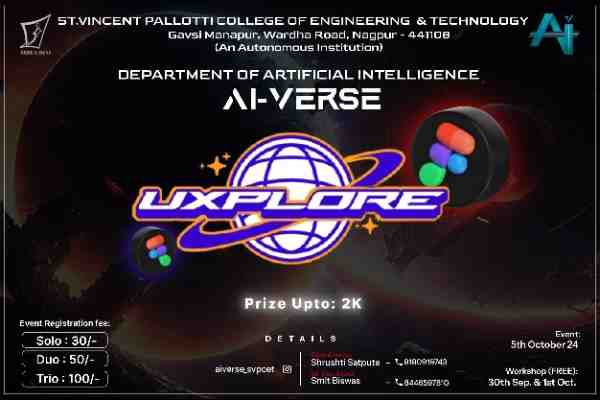 ST.VINCENT PALLOTTI COLLEGE OF ENGINEERING & TECHNOLOGY
Gavsi Manapur, Wardha Road, Nagpur - 441108
(An Autonomous Institution)
DEPARTMENT OF ARTIFICIAL INTELLIGENCE
AI-VERSE
UXPLORE
Prize Upto: 2K
Event Registration fee:
Solo : 30/-
Duo : 50/-
Trio : 100/-
DETAILS
aiverse_svpcet
Shrushti Satpute -
Smit Biswas - 8446597810
Event:
5th October 24
Workshop (FREE):
30th Sep. & 1st Oct.